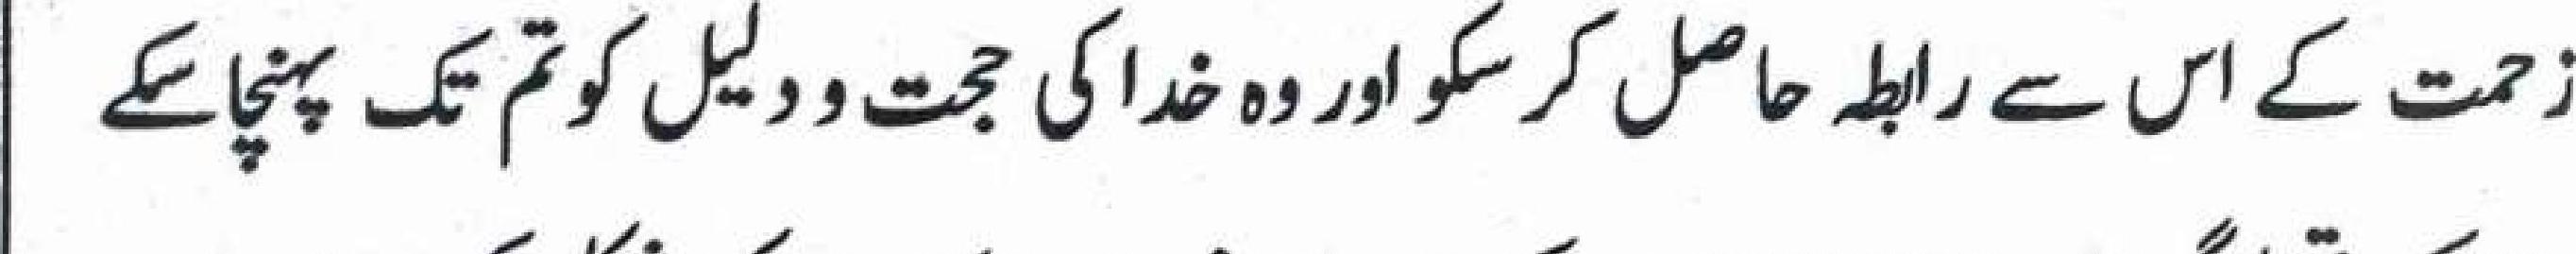 زحمت کے اس سے رابطہ حاصل کر سکو اور وہ خدا کی حجت و دلیل کو تم تک پہنچا سکے